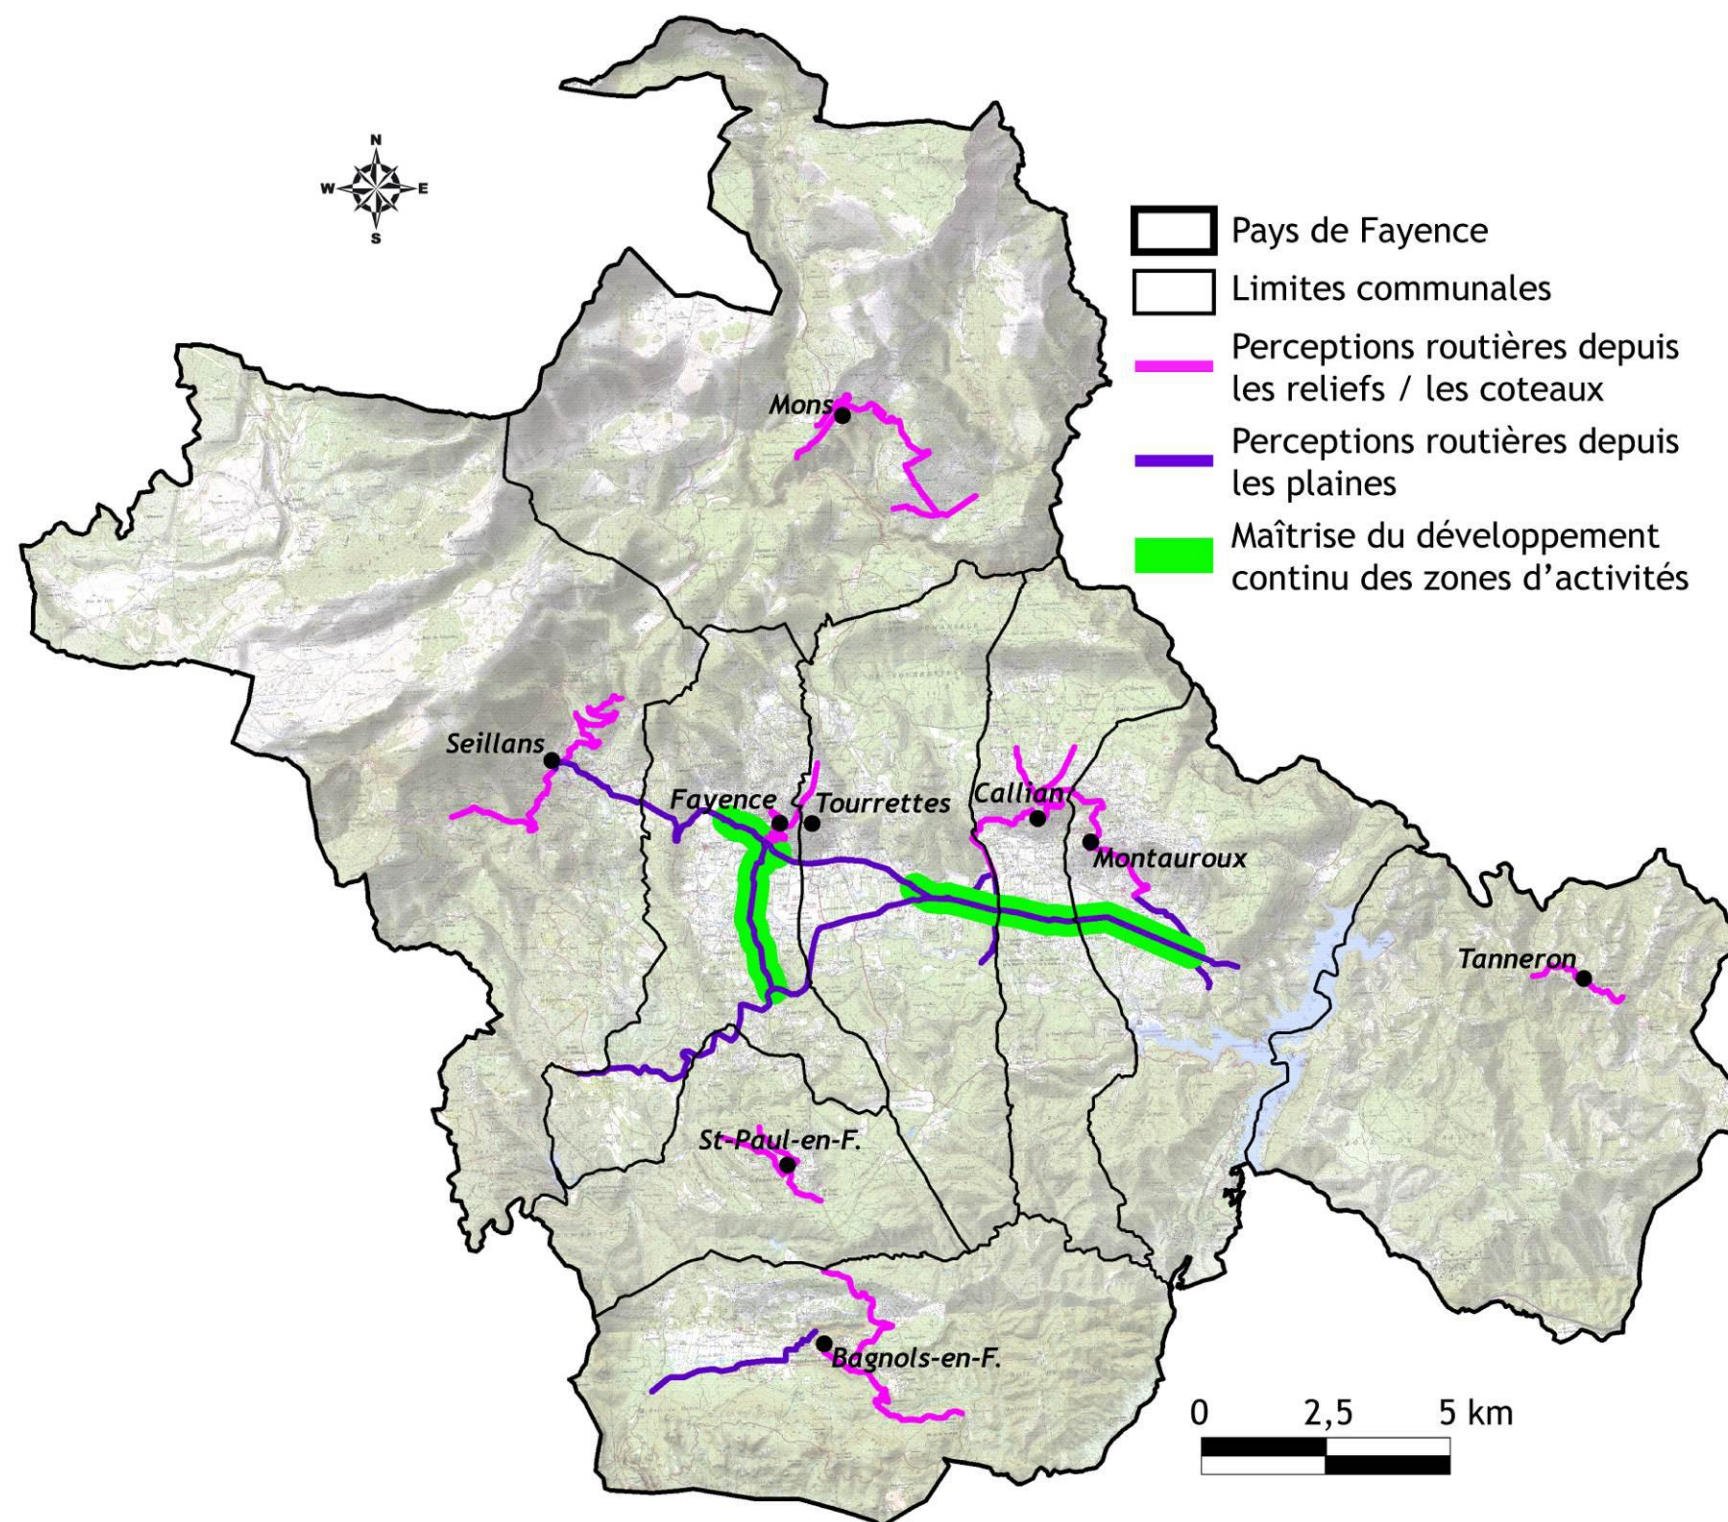 N
W E
S
Pays de Fayence
Limites communales
Perceptions routières depuis
les reliefs / les coteaux
Perceptions routières depuis
les plaines
Maîtrise du développement
continu des zones d'activités
Mons
Seillans
Fayence
Tourrettes
Callian
Montauroux
Tanneron
St-Paul-en-F.
Bagnols-en-F.
0 2,5 5 km